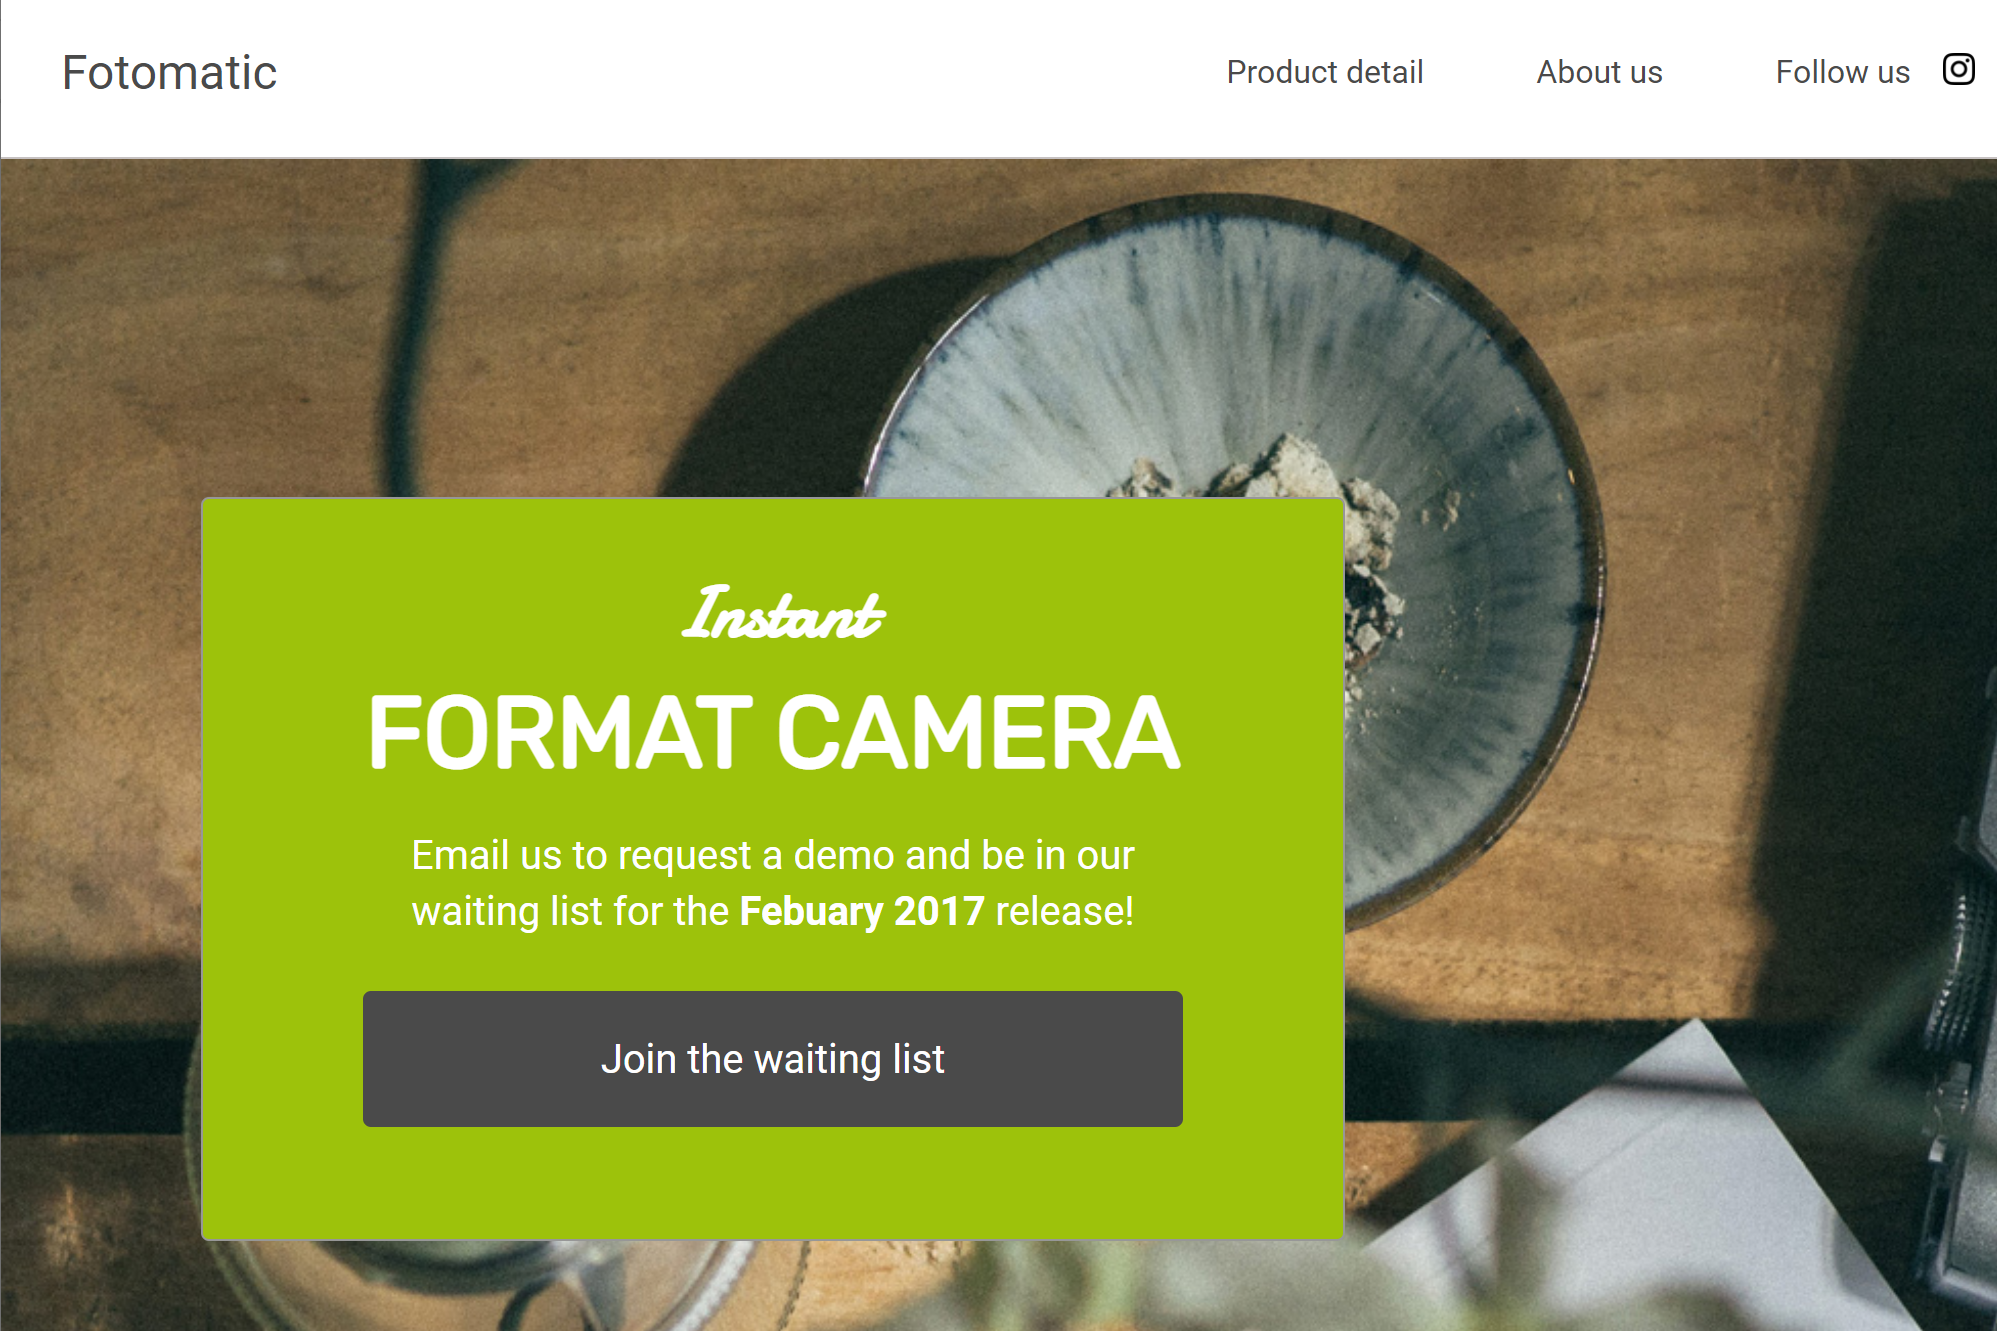 Fotomatic
Product detail About us Follow us
Instant
FORMAT CAMERA
Email us to request a demo and be in our
waiting list for the Febuary 2017 release!
Join the waiting list